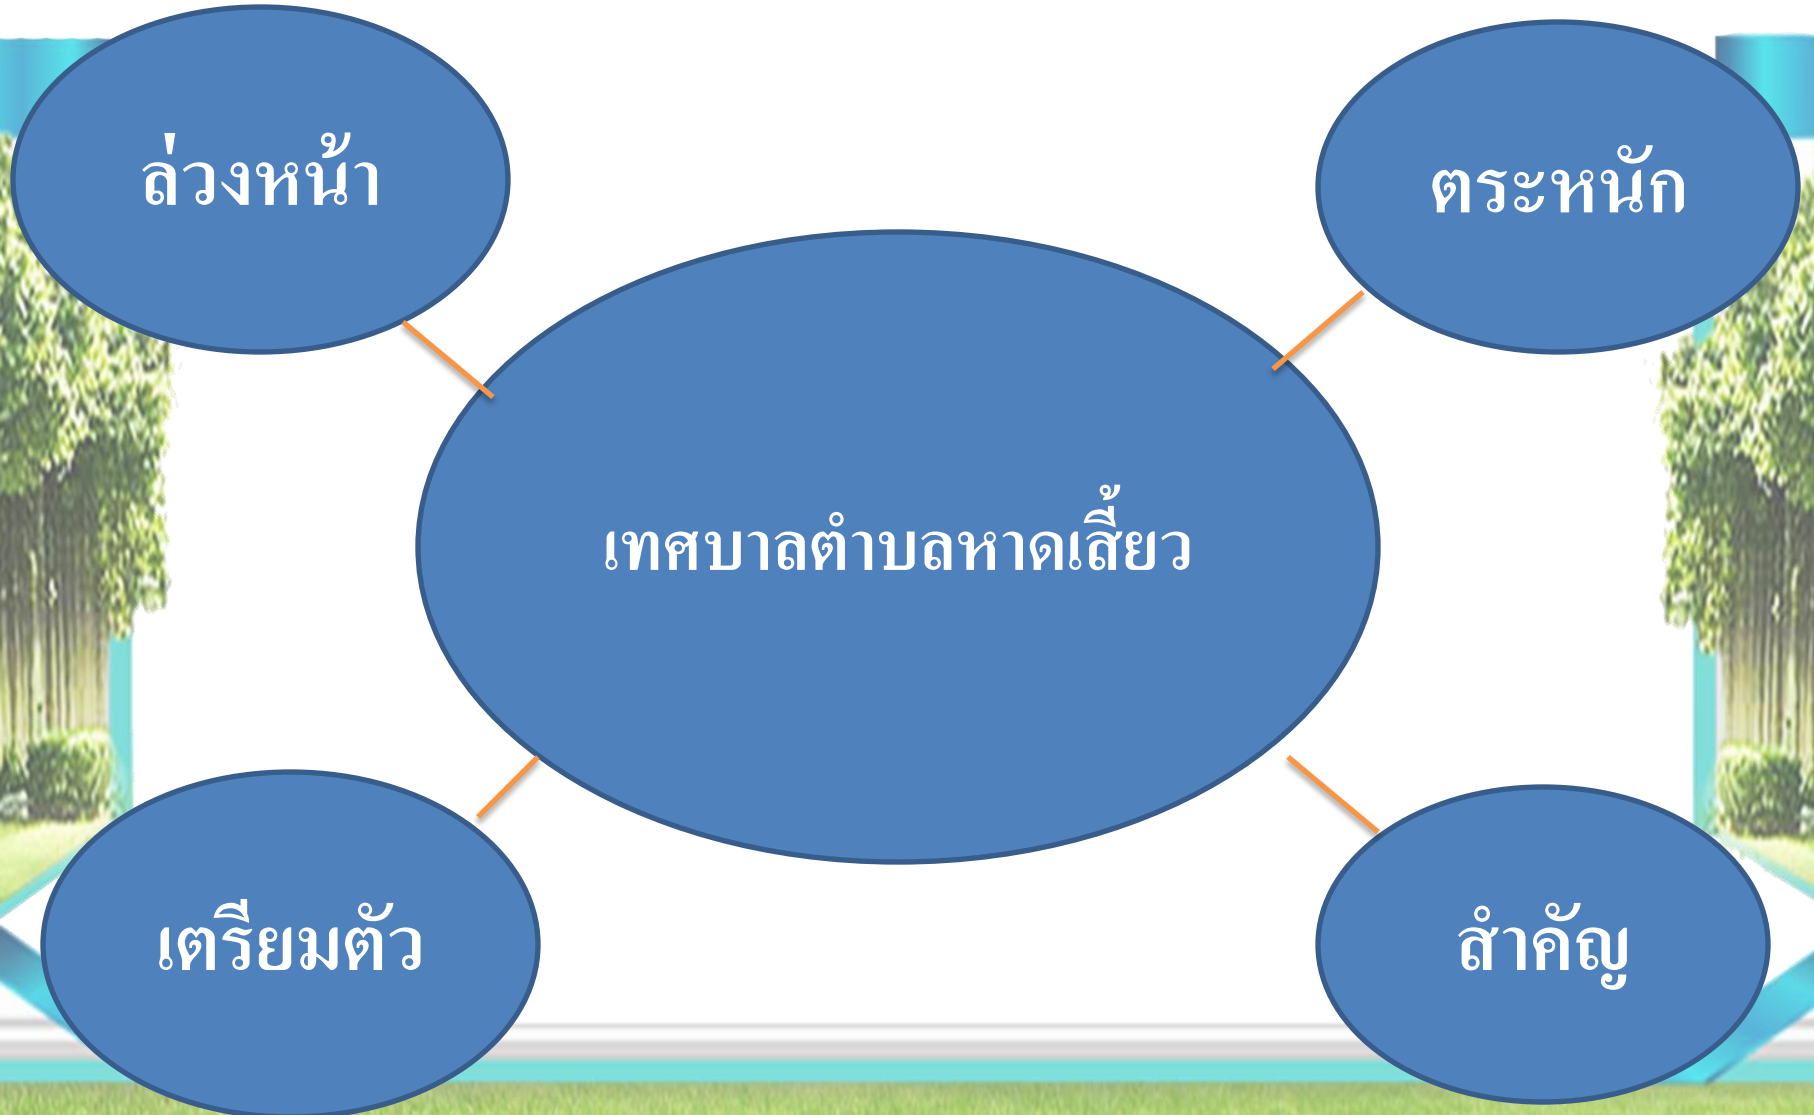 ล่วงหน้า
ตระหนัก
เทศบาลตำบลหาดเสี้ยว
เตรียมตัว
สำคัญ